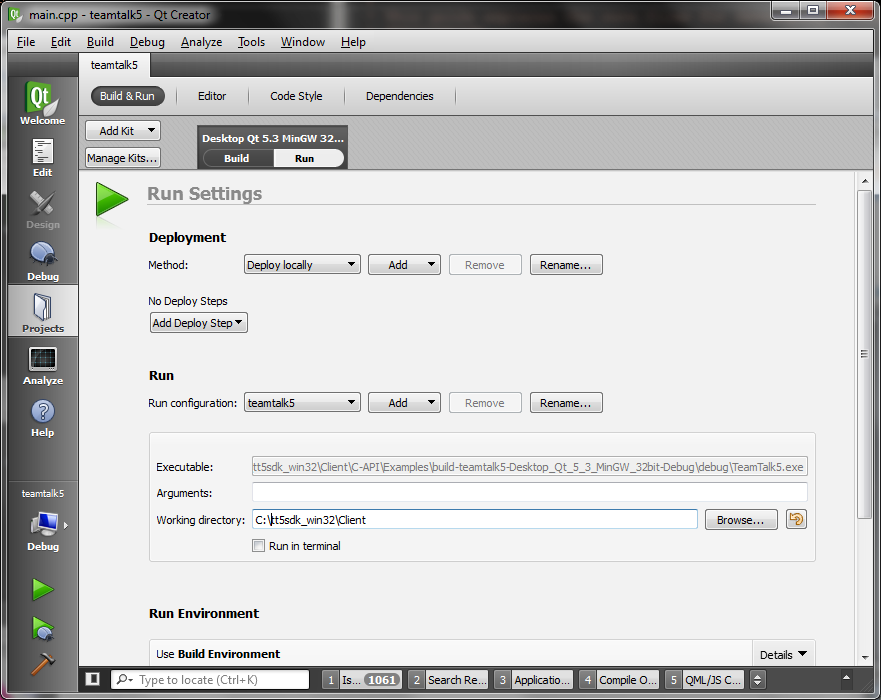 main.cpp - teamtalk5 - Qt Creator
File Edit Build Debug Analyze Tools Window Help
teamtalk5
Build & Run Editor Code Style Dependencies
Add Kit
Manage Kits...
Desktop Qt 5.3 MinGW 32...
Build Run
Qt
Welcome
Edit
Design
Debug
Projects
Analyze
Help
teamtalk5
Debug
Run Settings
Deployment
Method: Deploy locally Add Remove Rename...
No Deploy Steps
Add Deploy Step
Run
Run configuration: teamtalk5 Add Remove Rename...
Executable: tt5sdk_win32\Client\C-API\Examples\build-teamtalk5-Desktop_Qt_5_3_MinGW_32bit-Debug\debug\TeamTalk5.exe
Arguments:
Working directory: C:\tt5sdk_win32\Client Browse...
Run in terminal
Run Environment
Use Build Environment Details
Type to locate (Ctrl+K) 1 Is... 1061 2 Search Re... 3 Applicatio... 4 Compile O... 5 QML/JS C...